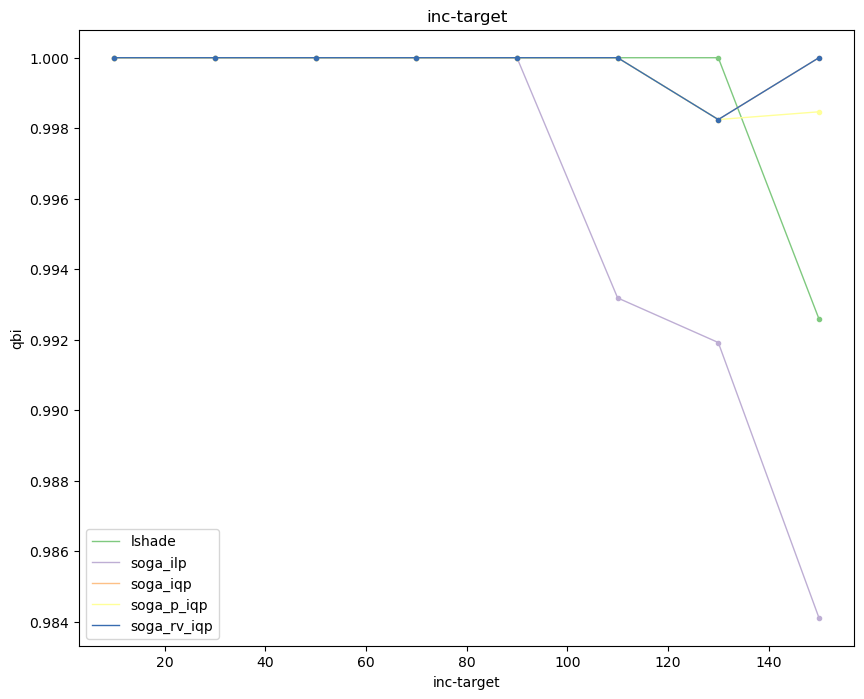 inc-target
1.000
0.998
0.996
0.994
0.992
0.990
0.988
0.986
0.984
qbi
lshade
soga_ilp
soga_iqp
soga_p_iqp
soga_rv_iqp
20 40 60 80 100 120 140
inc-target